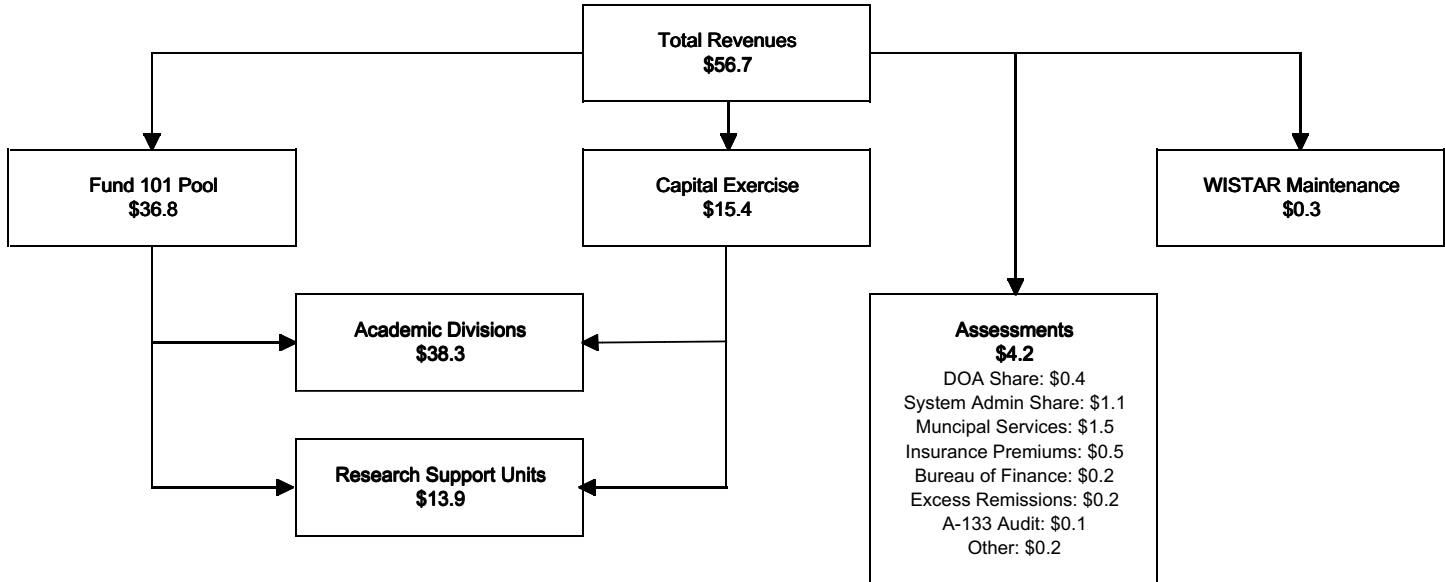 Total Revenues
$56.7
Fund 101 Pool
$36.8
Capital Exercise
$15.4
WISTAR Maintenance
$0.3
Academic Divisions
$38.3
Research Support Units
$13.9
Assessments
$4.2
DOA Share: $0.4
System Admin Share: $1.1
Muncipal Services: $1.5
Insurance Premiums: $0.5
Bureau of Finance: $0.2
Excess Remissions: $0.2
A-133 Audit: $0.1
Other: $0.2